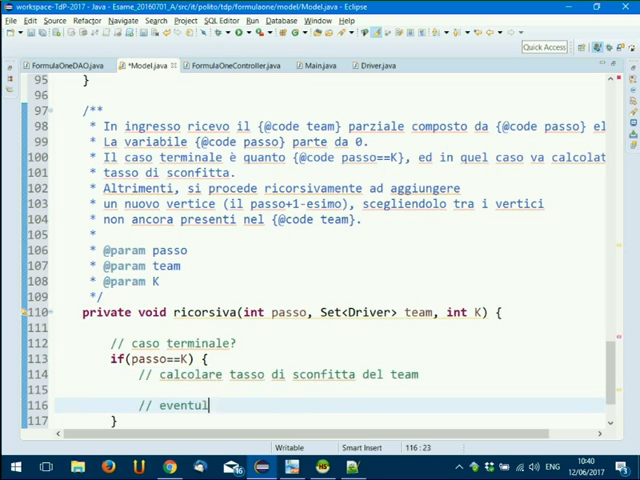 workspace-TdP-2017 - Java - Esame_20160701_A/src/it/polito/tdp/formulaone/model/Model.java - Eclipse
File Edit Source Refactor Navigate Search Project SQL Editor Run Database Window Help
Quick Access
FormulaOneDAO.java *Model.java FormulaOneController.java Main.java Driver.java
95 }
96
97 /**
98 * In ingresso ricevo il {@code team} parziale composto da {@code passo} el
99 * La variabile {@code passo} parte da 0.
100 * Il caso terminale è quanto {@code passo==K}, ed in quel caso va calcolat
101 * tasso di sconfitta.
102 * Altrimenti, si procede ricorsivamente ad aggiungere
103 * un nuovo vertice (il passo+1-esimo), scegliendolo tra i vertici
104 * non ancora presenti nel {@code team}.
105 *
106 * @param passo
107 * @param team
108 * @param K
109 */
110 private void ricorsiva(int passo, Set<Driver> team, int K) {
111
112 // caso terminale?
113 if(passo==K) {
114 // calcolare tasso di sconfitta del team
115
116 // eventul
117 }
Writable Smart Insert 116 : 23
10:40
12/06/2017